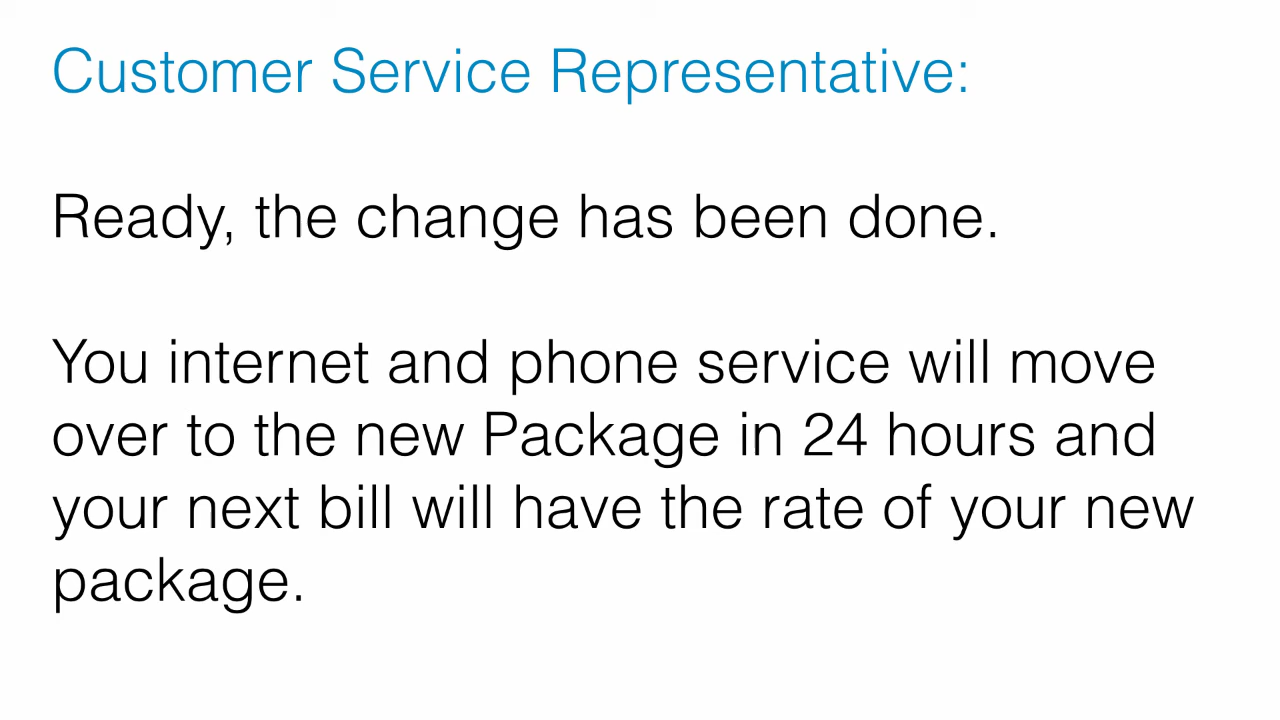 Customer Service Representative:
Ready, the change has been done.
You internet and phone service will move
over to the new Package in 24 hours and
your next bill will have the rate of your new
package.